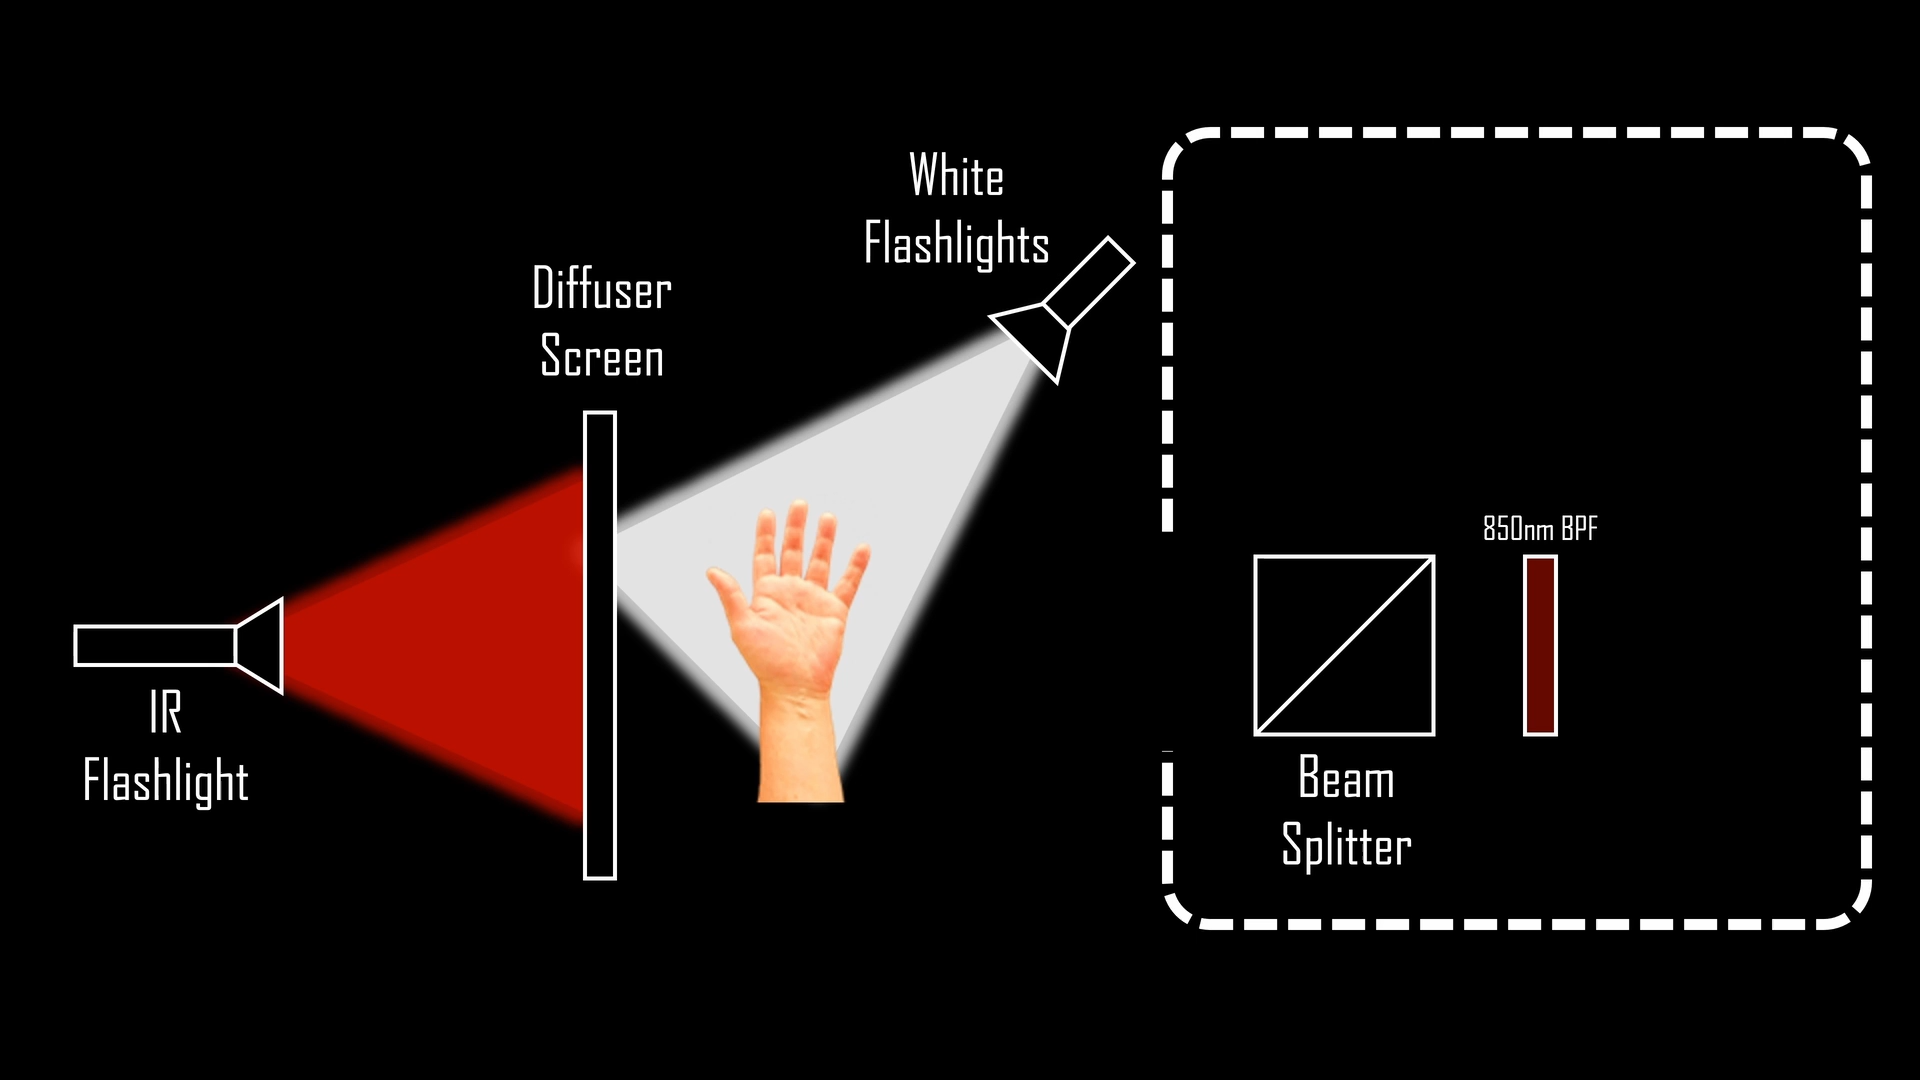 White
Flashlights
Diffuser
Screen
850nm BPF
IR
Flashlight
Beam
Splitter